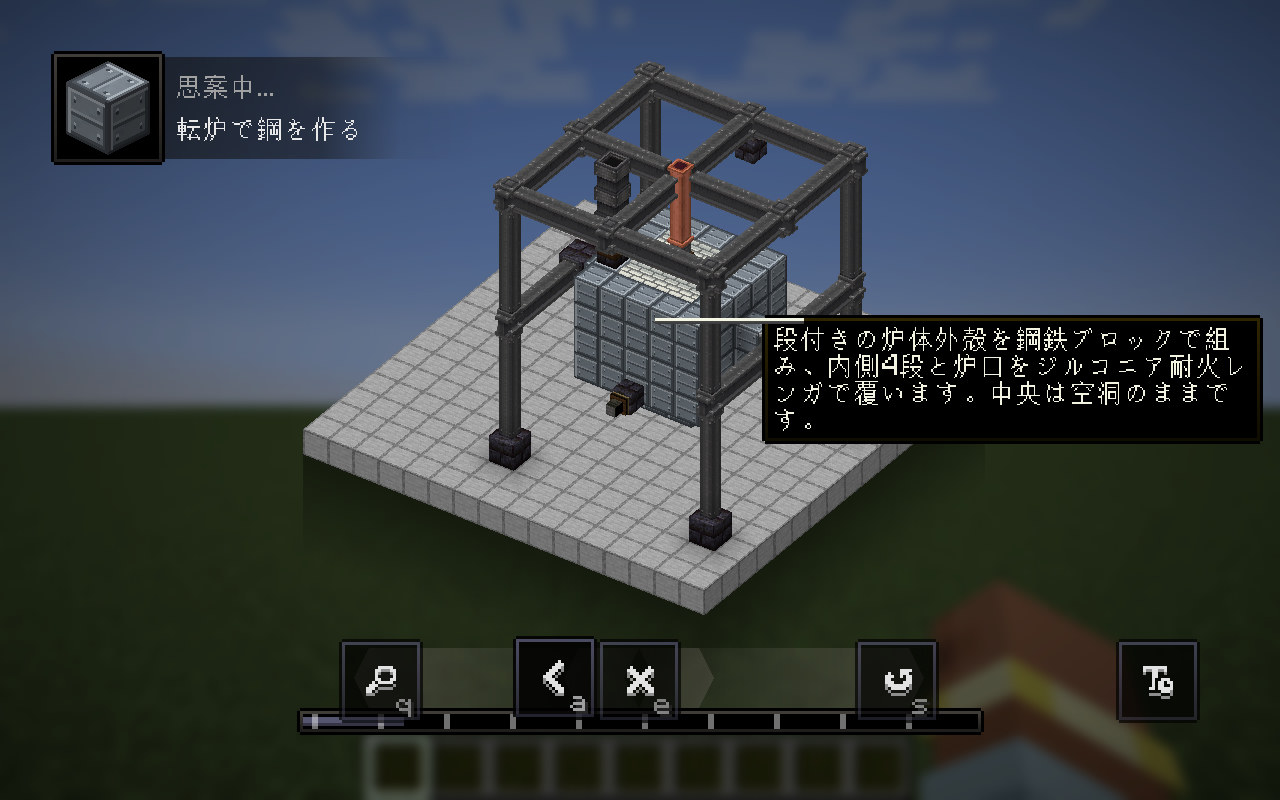 思案中...
転炉で鋼を作る
段付きの炉体外殻を鋼鉄ブロックで組
み、内側4段と炉口をジルコニア耐火レ
ンガで覆います。中央は空洞のままで
す。
q
a
e
s